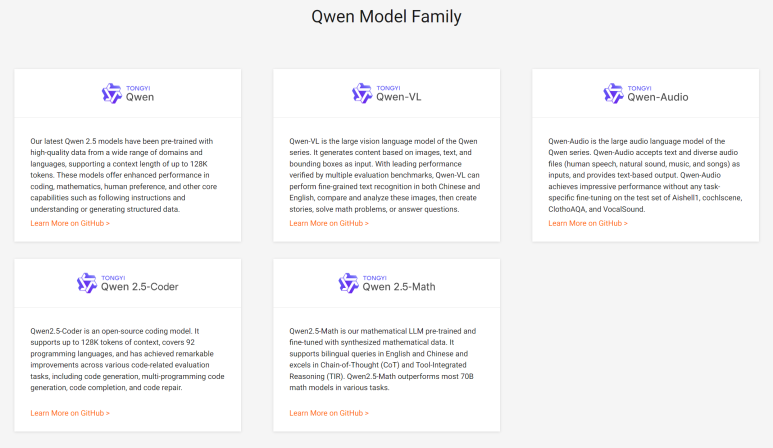 Qwen Model Family
TONGYI
Qwen
Our latest Qwen 2.5 models have been pre-trained with
high-quality data from a wide range of domains and
languages, supporting a context length of up to 128K
tokens. These models offer enhanced performance in
coding, mathematics, human preference, and other core
capabilities such as following instructions and
understanding or generating structured data.
Learn More on GitHub >
TONGYI
Qwen-VL
Qwen-VL is the large vision language model of the Qwen
series. It generates content based on images, text, and
bounding boxes as input. With leading performance
verified by multiple evaluation benchmarks, Qwen-VL can
perform fine-grained text recognition in both Chinese and
English, compare and analyze these images, then create
stories, solve math problems, or answer questions.
Learn More on GitHub >
TONGYI
Qwen-Audio
Qwen-Audio is the large audio language model of the
Qwen series. Qwen-Audio accepts text and diverse audio
files (human speech, natural sound, music, and songs) as
inputs, and provides text-based output. Qwen-Audio
achieves impressive performance without any task-
specific fine-tuning on the test set of Aishell1, cochlscene,
ClothoAQA, and VocalSound.
Learn More on GitHub >
TONGYI
Qwen 2.5-Coder
Qwen2.5-Coder is an open-source coding model. It
supports up to 128K tokens of context, covers 92
programming languages, and has achieved remarkable
improvements across various code-related evaluation
tasks, including code generation, multi-programming code
generation, code completion, and code repair.
Learn More on GitHub >
TONGYI
Qwen 2.5-Math
Qwen2.5-Math is our mathematical LLM pre-trained and
fine-tuned with synthesized mathematical data. It
supports bilingual queries in English and Chinese and
excels in Chain-of-Thought (CoT) and Tool-Integrated
Reasoning (TIR). Qwen2.5-Math outperforms most 70B
math models in various tasks.
Learn More on GitHub >